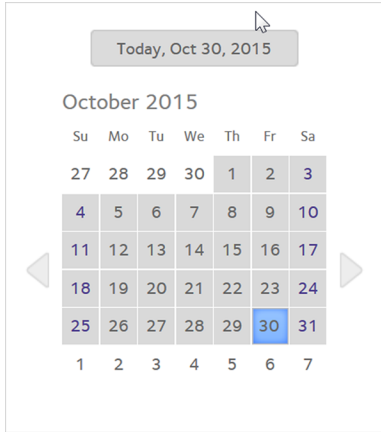 Today, Oct 30, 2015
October 2015
Su Mo Tu We Th Fr Sa
27 28 29 30 1 2 3
4 5 6 7 8 9 10
11 12 13 14 15 16 17
18 19 20 21 22 23 24
25 26 27 28 29 30 31
1 2 3 4 5 6 7